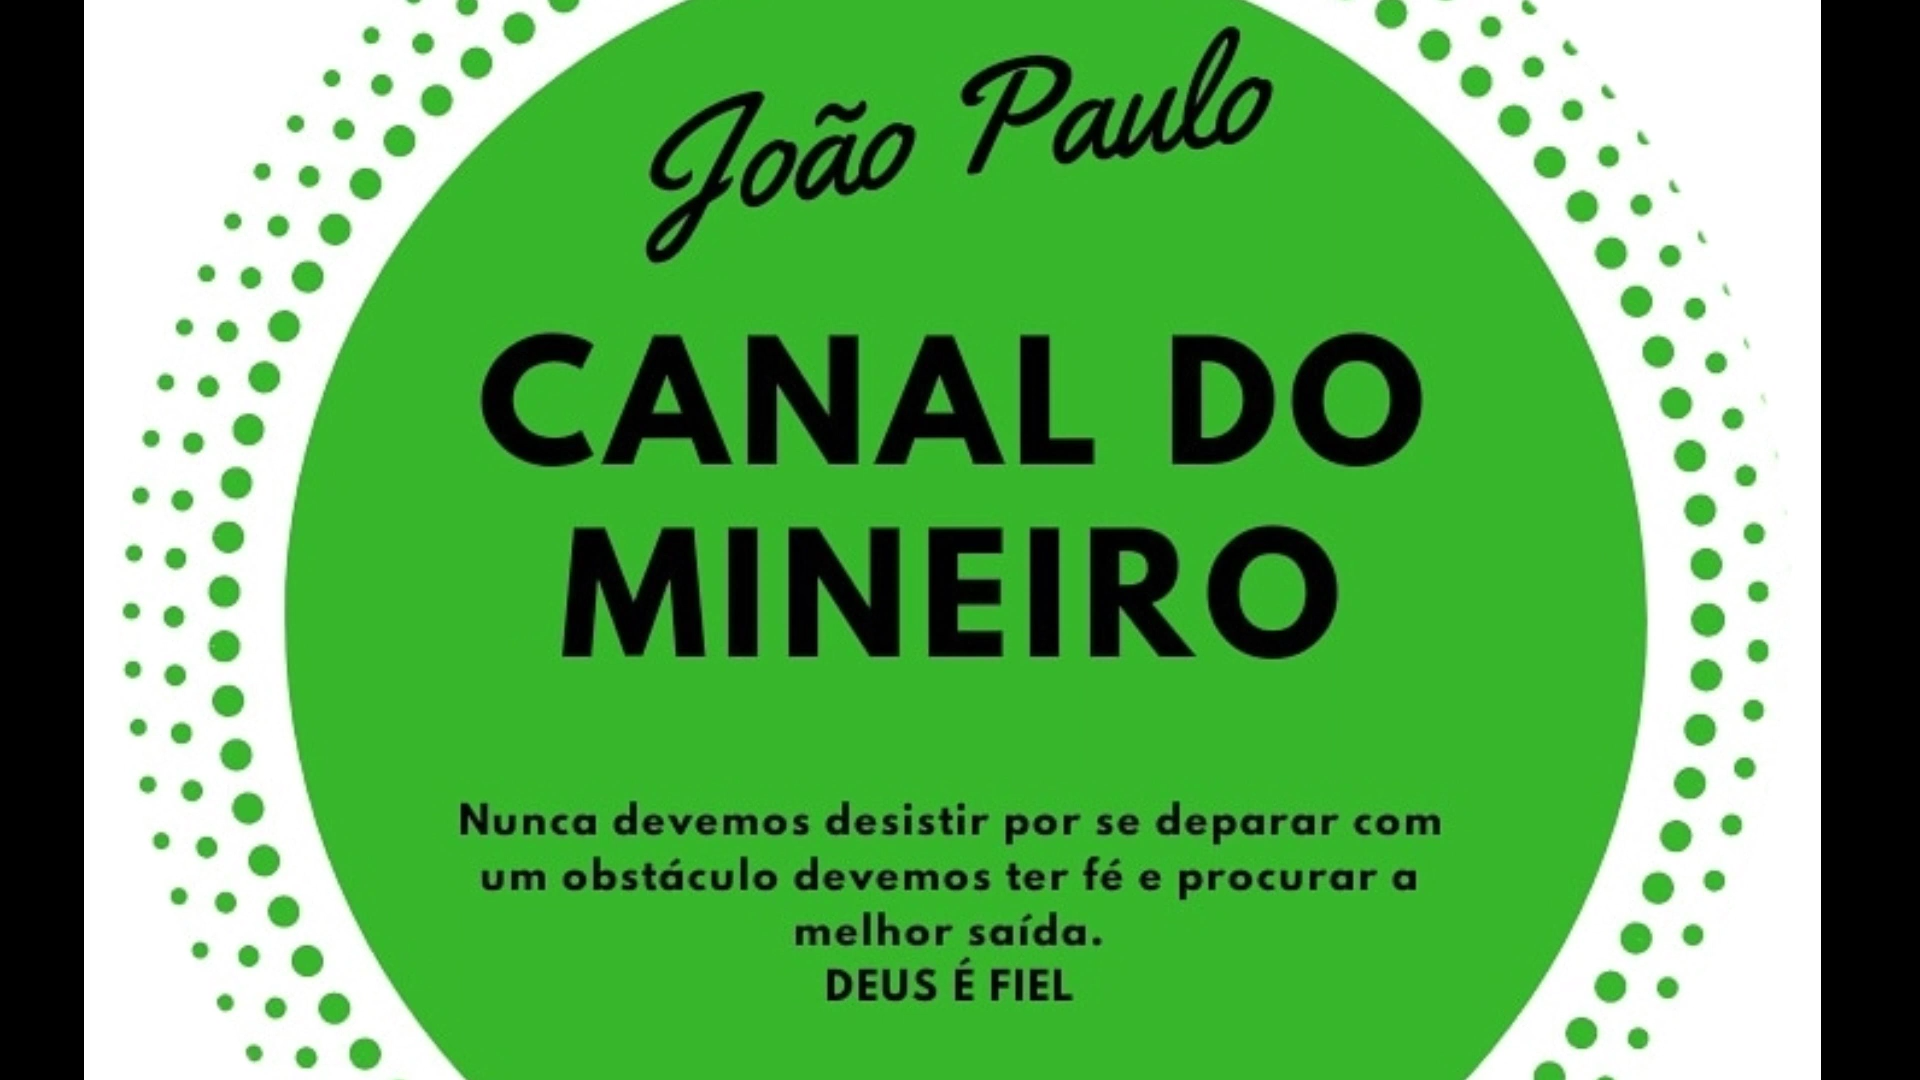 João Paulo
CANAL DO
MINEIRO
Nunca devemos desistir por se deparar com
um obstáculo devemos ter fé e procurar a
melhor saída.
DEUS É FIEL